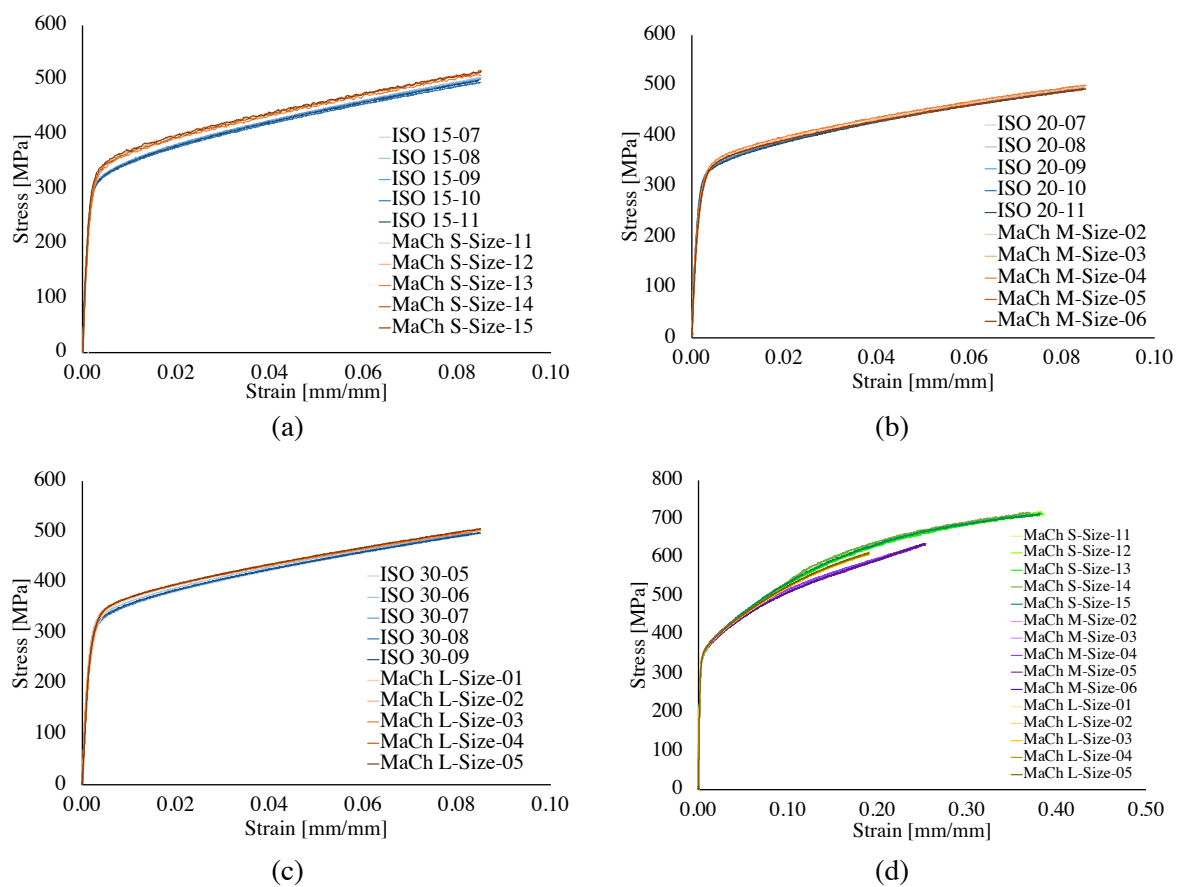 600
500
400
300
200
100
0
Stress [MPa]
ISO 15-07
ISO 15-08
ISO 15-09
ISO 15-10
ISO 15-11
MaCh S-Size-11
MaCh S-Size-12
MaCh S-Size-13
MaCh S-Size-14
MaCh S-Size-15
0.00 0.02 0.04 0.06 0.08 0.10
Strain [mm/mm]
(a)
600
500
400
300
200
100
0
Stress [MPa]
ISO 20-07
ISO 20-08
ISO 20-09
ISO 20-10
ISO 20-11
MaCh M-Size-02
MaCh M-Size-03
MaCh M-Size-04
MaCh M-Size-05
MaCh M-Size-06
0.00 0.02 0.04 0.06 0.08 0.10
Strain [mm/mm]
(b)
600
500
400
300
200
100
0
Stress [MPa]
ISO 30-05
ISO 30-06
ISO 30-07
ISO 30-08
ISO 30-09
MaCh L-Size-01
MaCh L-Size-02
MaCh L-Size-03
MaCh L-Size-04
MaCh L-Size-05
0.00 0.02 0.04 0.06 0.08 0.10
Strain [mm/mm]
(c)
800
700
600
500
400
300
200
100
0
Stress [MPa]
MaCh S-Size-11
MaCh S-Size-12
MaCh S-Size-13
MaCh S-Size-14
MaCh S-Size-15
MaCh M-Size-02
MaCh M-Size-03
MaCh M-Size-04
MaCh M-Size-05
MaCh M-Size-06
MaCh L-Size-01
MaCh L-Size-02
MaCh L-Size-03
MaCh L-Size-04
MaCh L-Size-05
0.00 0.10 0.20 0.30 0.40 0.50
Strain [mm/mm]
(d)